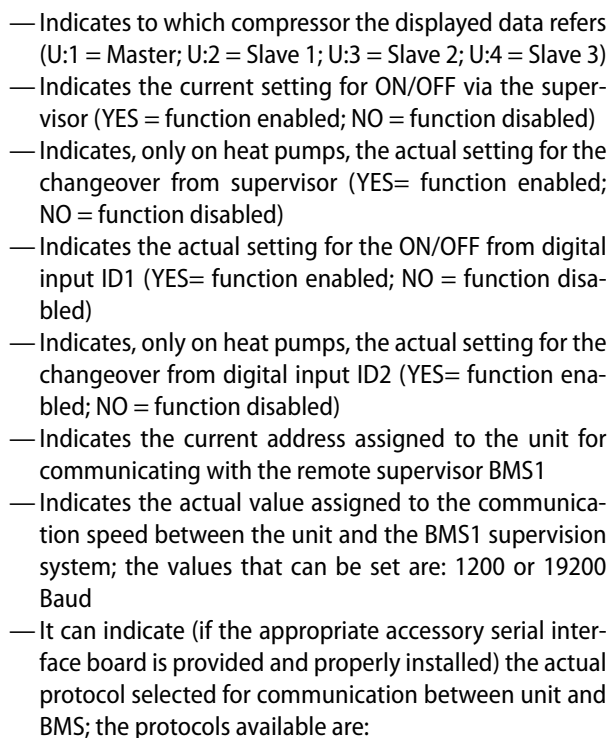 — Indicates to which compressor the displayed data refers
(U:1 = Master; U:2 = Slave 1; U:3 = Slave 2; U:4 = Slave 3)
— Indicates the current setting for ON/OFF via the super-
visor (YES = function enabled; NO = function disabled)
— Indicates, only on heat pumps, the actual setting for the
changeover from supervisor (YES= function enabled;
NO = function disabled)
— Indicates the actual setting for the ON/OFF from digital
input ID1 (YES= function enabled; NO = function disa-
bled)
— Indicates, only on heat pumps, the actual setting for the
changeover from digital input ID2 (YES= function ena-
bled; NO = function disabled)
— Indicates the current address assigned to the unit for
communicating with the remote supervisor BMS1
— Indicates the actual value assigned to the communica-
tion speed between the unit and the BMS1 supervision
system; the values that can be set are: 1200 or 19200
Baud
— It can indicate (if the appropriate accessory serial inter-
face board is provided and properly installed) the actual
protocol selected for communication between unit and
BMS; the protocols available are: